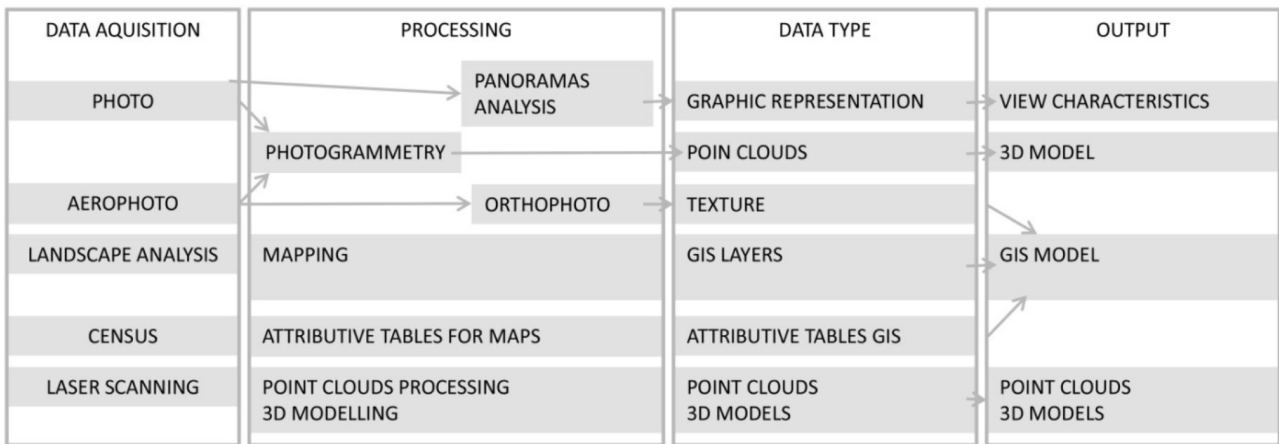 DATA AQUISITION
PROCESSING
DATA TYPE
OUTPUT
PHOTO
PANORAMAS
ANALYSIS
GRAPHIC REPRESENTATION
VIEW CHARACTERISTICS
PHOTOGRAMMETRY
POIN CLOUDS
3D MODEL
AEROPHOTO
ORTHOPHOTO
TEXTURE
LANDSCAPE ANALYSIS
MAPPING
GIS LAYERS
GIS MODEL
CENSUS
ATTRIBUTIVE TABLES FOR MAPS
ATTRIBUTIVE TABLES GIS
LASER SCANNING
POINT CLOUDS PROCESSING
3D MODELLING
POINT CLOUDS
3D MODELS
POINT CLOUDS
3D MODELS